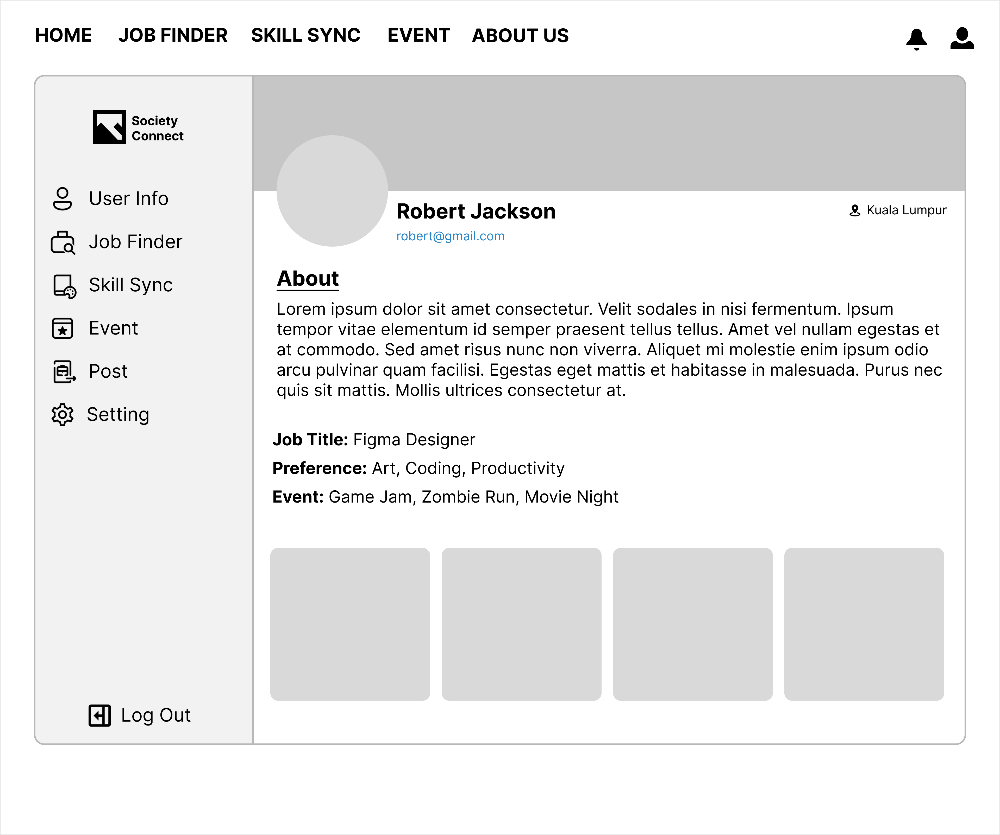 HOME JOB FINDER SKILL SYNC EVENT ABOUT US
Society
Connect
User Info
Job Finder
Skill Sync
Event
Post
Setting
Log Out
Robert Jackson
Kuala Lumpur
robert@gmail.com
About
Lorem ipsum dolor sit amet consectetur. Velit sodales in nisi fermentum. Ipsum
tempor vitae elementum id semper praesent tellus tellus. Amet vel nullam egestas et
at commodo. Sed amet risus nunc non viverra. Aliquet mi molestie enim ipsum odio
arcu pulvinar quam facilisi. Egestas eget mattis et habitasse in malesuada. Purus nec
quis sit mattis. Mollis ultrices consectetur at.
Job Title: Figma Designer
Preference: Art, Coding, Productivity
Event: Game Jam, Zombie Run, Movie Night